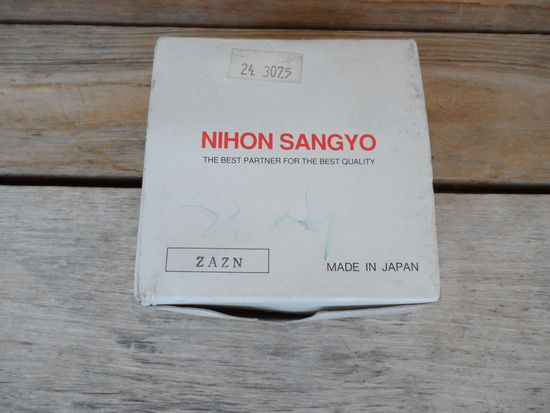 24 307.5
NIHON SANGYO
THE BEST PARTNER FOR THE BEST QUALITY
ZAZN
MADE IN JAPAN